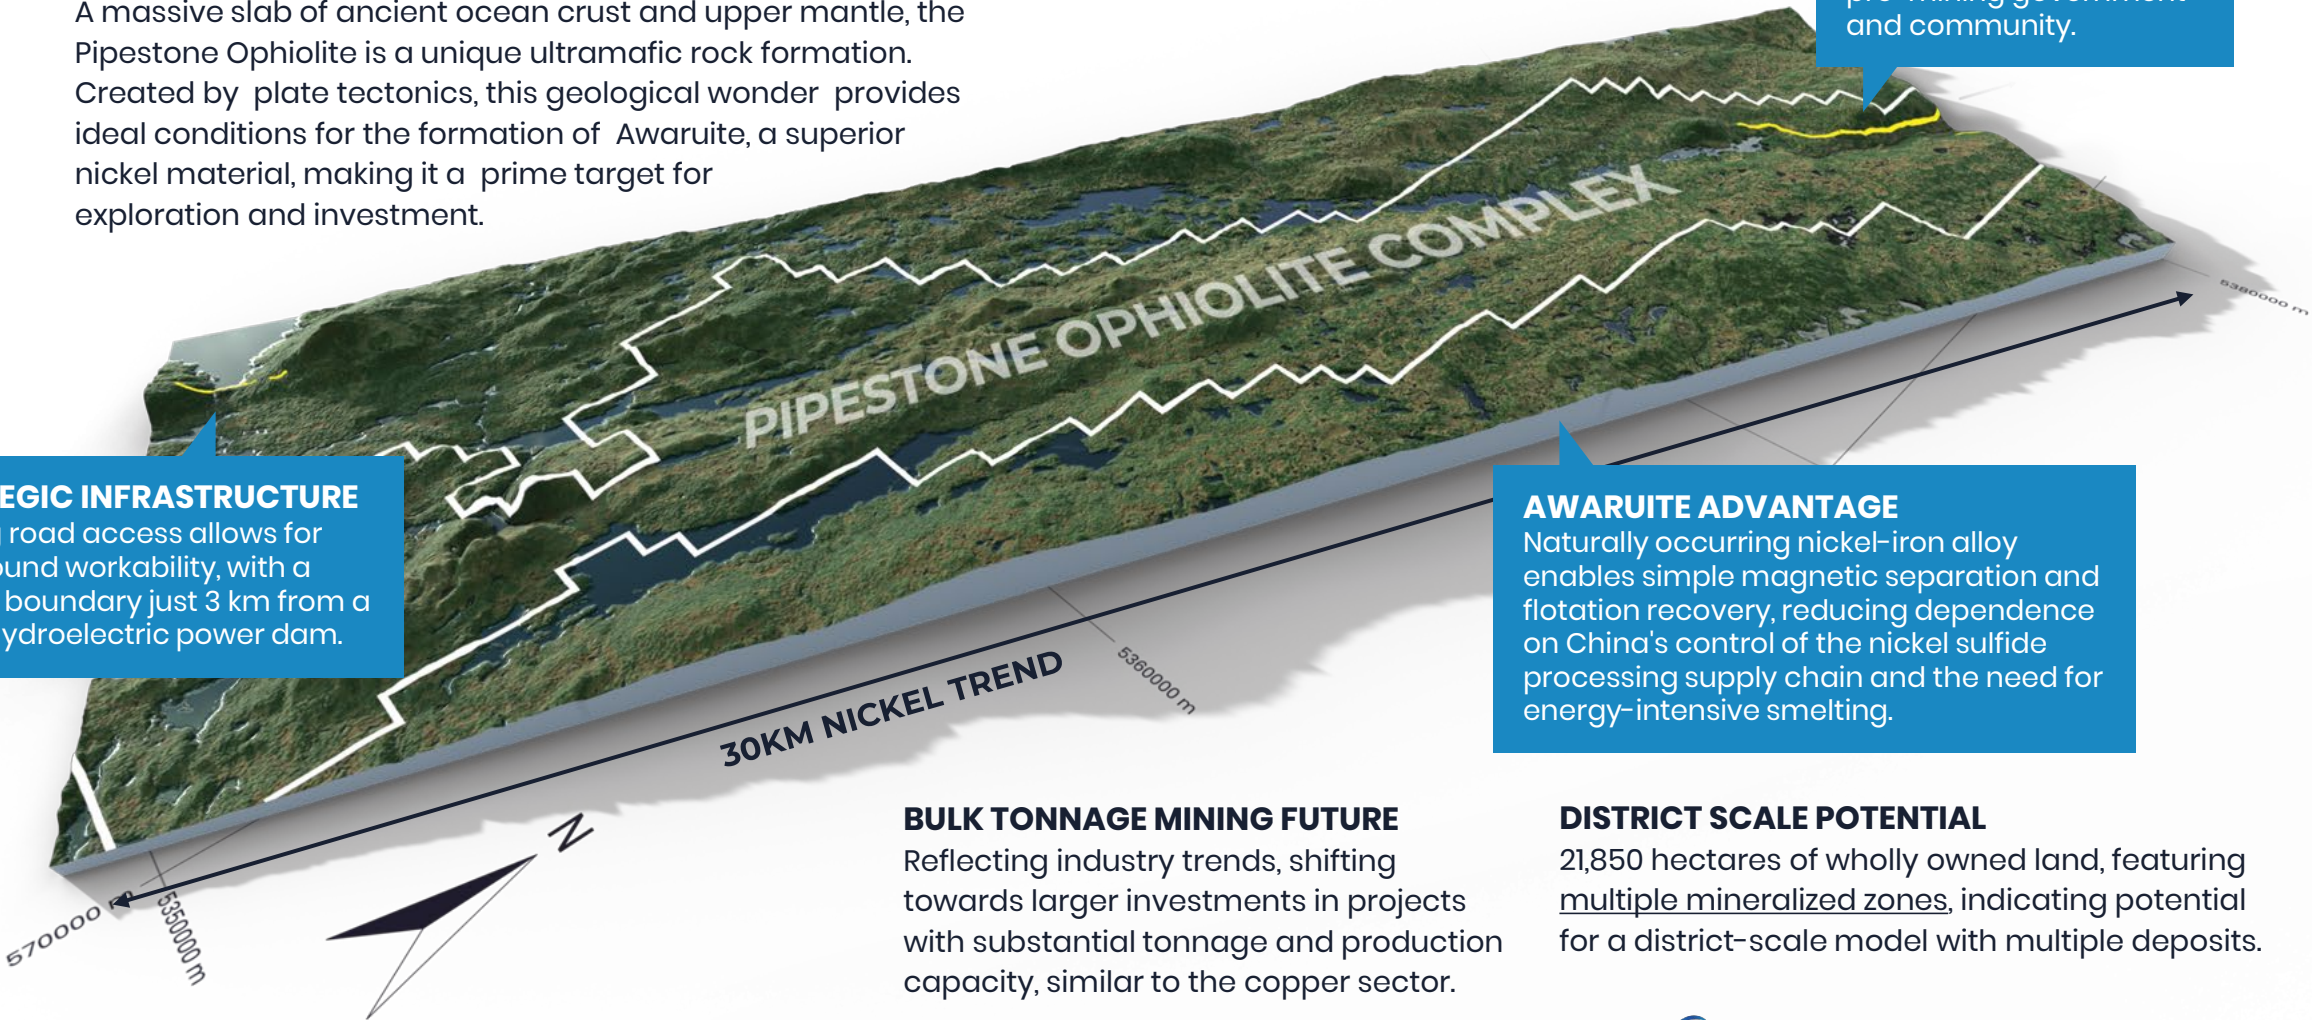 A massive slab of ancient ocean crust and upper mantle, the
Pipestone Ophiolite is a unique ultramafic rock formation.
Created by plate tectonics, this geological wonder provides
ideal conditions for the formation of Awaruite, a superior
nickel material, making it a prime target for
exploration and investment.
pro-mining government
and community.
PIPESTONE OPHIOLITE COMPLEX
5380000 m
EGIC INFRASTRUCTURE
road access allows for
ound workability, with a
boundary just 3 km from a
ydroelectric power dam.
AWARUITE ADVANTAGE
Naturally occurring nickel-iron alloy
enables simple magnetic separation and
flotation recovery, reducing dependence
on China's control of the nickel sulfide
processing supply chain and the need for
energy-intensive smelting.
30KM NICKEL TREND
5360000 m
N
570000 m
5350000 m
BULK TONNAGE MINING FUTURE
Reflecting industry trends, shifting
towards larger investments in projects
with substantial tonnage and production
capacity, similar to the copper sector.
DISTRICT SCALE POTENTIAL
21,850 hectares of wholly owned land, featuring
multiple mineralized zones, indicating potential
for a district-scale model with multiple deposits.